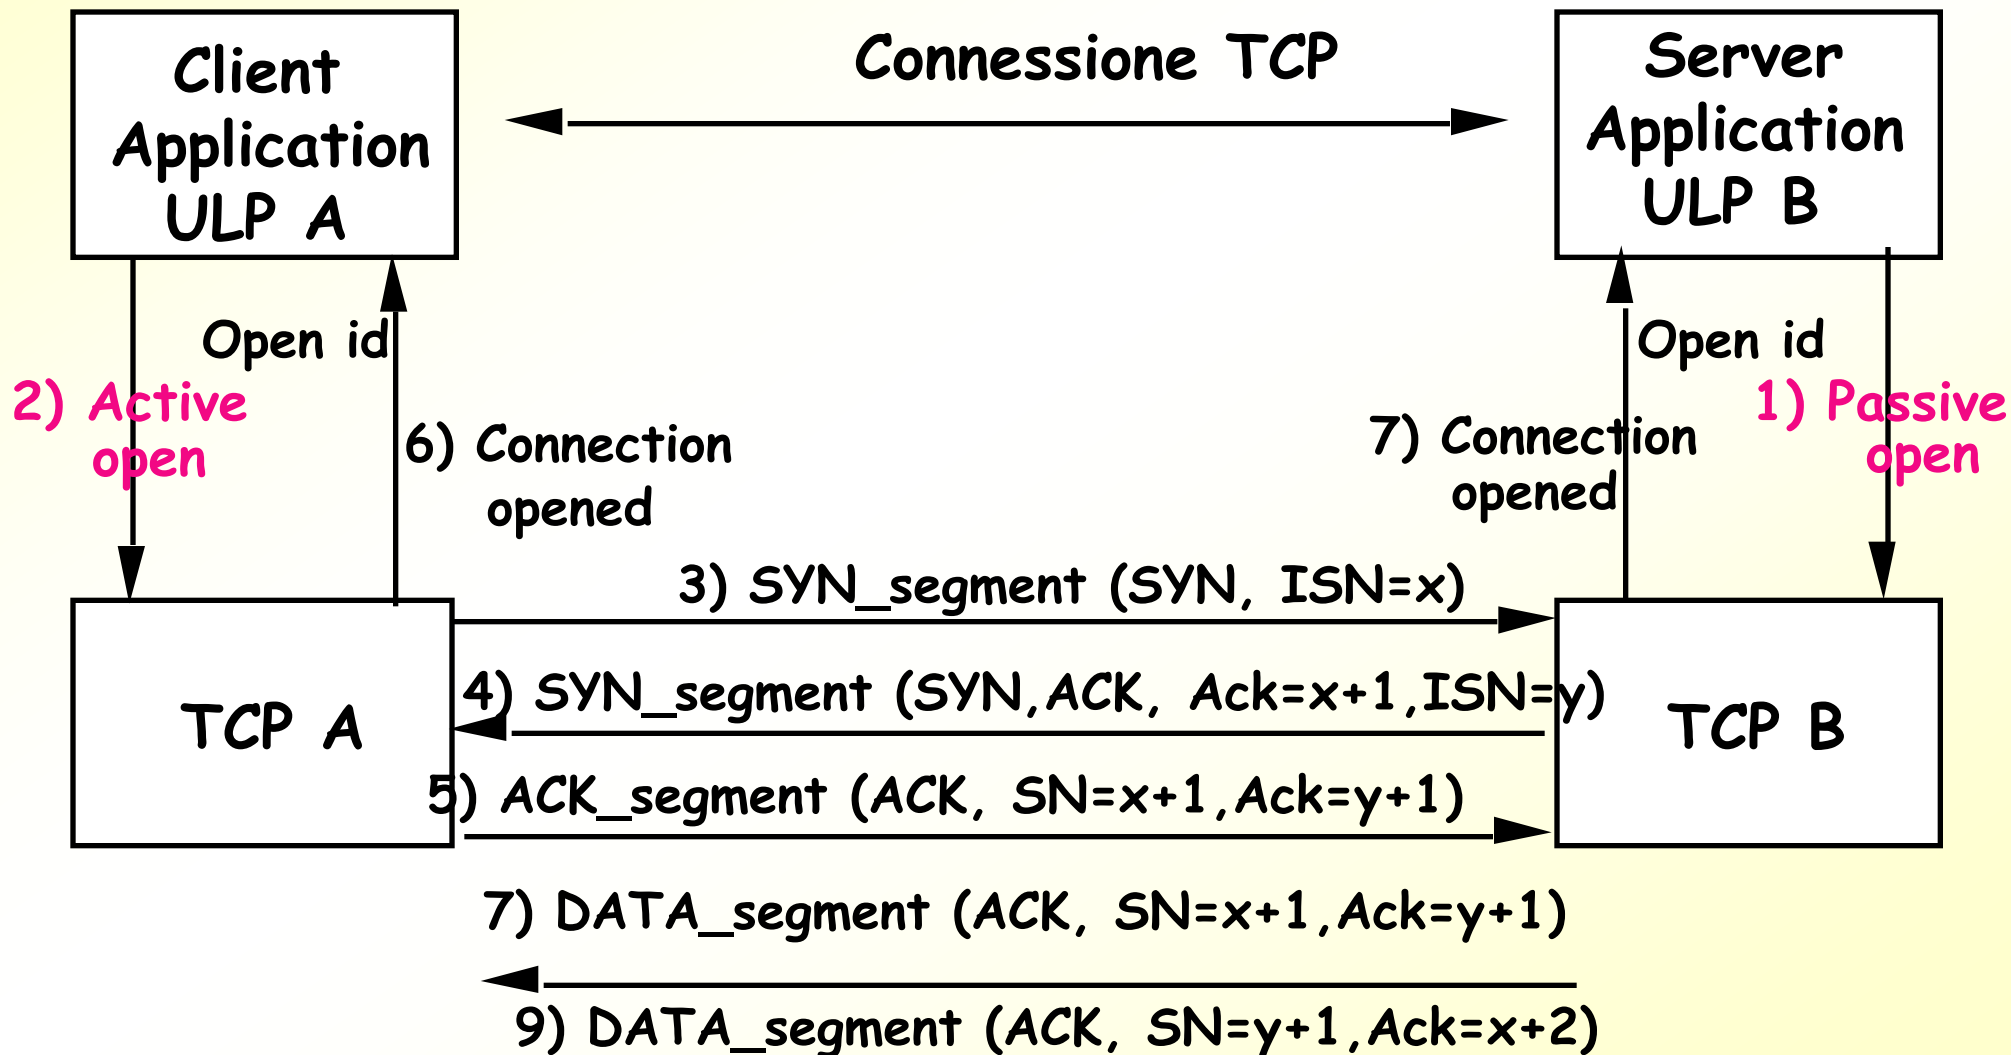 Client
Application
ULP A
Connessione TCP
Server
Application
ULP B
Open id
2) Active
open
6) Connection
opened
Open id
7) Connection
opened
1) Passive
open
3) SYN_segment (SYN, ISN=x)
4) SYN_segment (SYN,ACK, Ack=x+1,ISN=y)
TCP A
TCP B
5) ACK_segment (ACK, SN=x+1,Ack=y+1)
7) DATA_segment (ACK, SN=x+1,Ack=y+1)
9) DATA_segment (ACK, SN=y+1,Ack=x+2)